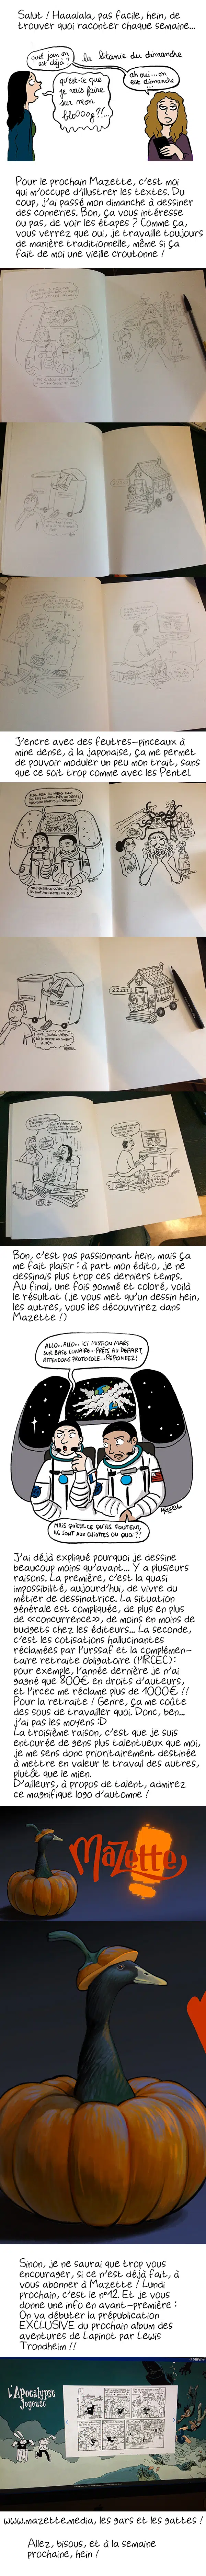 Salut ! Haaalala, pas facile, hein, de
trouver quoi raconter chaque semaine...
la litanie du dimanche
quel jour on
est déjà ?
ah oui... on
est dimanche...
qu'est-ce que
je vais faire
sur mon
blooog ?!...
Pour le prochain Mazette, c'est moi
qui m'occupe d'illustrer les textes. Du
coup, j'ai passé mon dimanche à dessiner
des conneries. Bon, ça vous intéresse
ou pas, de voir les étapes ? Comme ça,
vous verrez que oui, je travaille toujours
de manière traditionnelle, même si ça
fait de moi une vieille croutonne !
J'encre avec des feutres-pinceaux à
mine dense, à la japonaise, ça me permet
de pouvoir moduler un peu mon trait, sans
que ce soit trop comme avec les Pentel.
ZZZZZ
Bon, c'est pas passionnant hein, mais ça
me fait plaisir : à part mon édito, je ne
dessinais plus trop ces derniers temps.
Au final, une fois gommé et coloré, voilà
le résultat (je vous met qu'un dessin hein,
les autres, vous les découvrirez dans
Mazette !)
ALLO... ALLO... ICI MISSION MARS
SUR BASE LUNAIRE - PRÊTS AU DÉPART,
ATTENDONS PROTOCOLE - RÉPONDEZ !
MAIS QU'EST-CE QU'ILS FOUTENT,
ILS SONT AUX CHIOTTES OU QUOI ?!
J'ai déjà expliqué pourquoi je dessine
beaucoup moins qu'avant... Y a plusieurs
raisons. La première, c'est la quasi
impossibilité, aujourd'hui, de vivre du
métier de dessinatrice. La situation
générale est compliquée, de plus en plus
de «concurrence», de moins en moins de
budgets chez les éditeurs... La seconde,
c'est les cotisations hallucinantes
réclamées par l'urssaf et la complémen-
taire retraite obligatoire (l'IRCEC) :
pour exemple, l'année dernière je n'ai
gagné que 800€ en droits d'auteurs,
et l'ircec me réclame plus de 1000€ !!
Pour la retraite ! Genre, ça me coûte
des sous de travailler quoi. Donc, ben...
j'ai pas les moyens :D
La troisième raison, c'est que je suis
entourée de gens plus talentueux que moi,
je me sens donc prioritairement destinée
à mettre en valeur le travail des autres,
plutôt que le mien.
D'ailleurs, à propos de talent, admirez
ce magnifique logo d'automne !
Mazette
Sinon, je ne saurai que trop vous
encourager, si ce n'est déjà fait, à
vous abonner à Mazette ! Lundi
prochain, c'est le n°12. Et je vous
donne une info en avant-première :
On va débuter la prépublication
EXCLUSIVE du prochain album des
aventures de Lapinot par Lewis
Trondheim !!
L'Apocalypse
Joyeuse
www.mazette.media, les gars et les gattes !
Allez, bisous, et à la semaine
prochaine, hein !